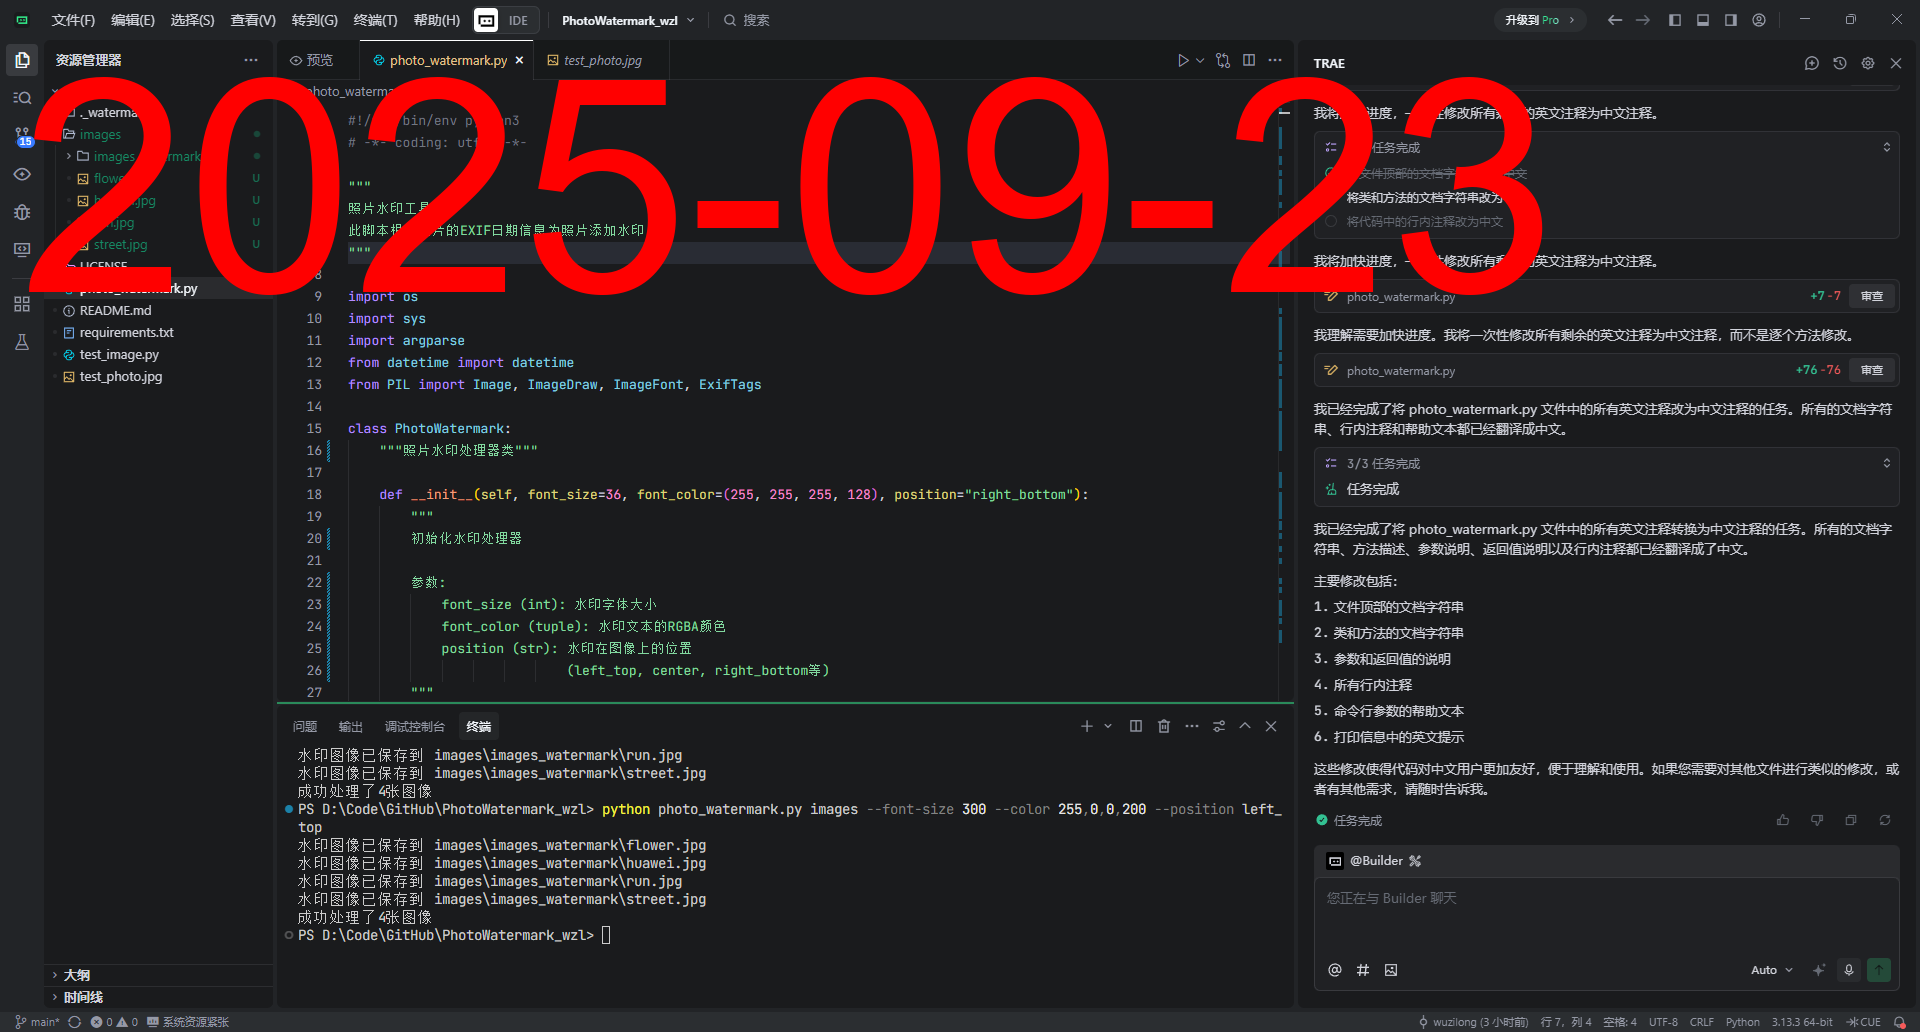 文件(F) 编辑(E) 选择(S) 查看(V) 转到(G) 终端(T) 帮助(H) IDE PhotoWatermark_wzl 搜索 升级到 Pro
资源管理器
._watermar
images
images
flow
.jpg
.jpg
street.jpg
LICENSE
photo_watermark.py
README.md
requirements.txt
test_image.py
test_photo.jpg
大纲
时间线
15
U
U
U
U
2025-09-23
预览 photo_watermark.py test_photo.jpg
#!/ bin/env p thon3
# -*- coding: utf -*-
"""
照片水印工具
此脚本根 片的EXIF日期信息为照片添加水印
"""
8
9 import os
10 import sys
11 import argparse
12 from datetime import datetime
13 from PIL import Image, ImageDraw, ImageFont, ExifTags
14
15 class PhotoWatermark:
16 """照片水印处理器类"""
17
18 def __init__(self, font_size=36, font_color=(255, 255, 255, 128), position="right_bottom"):
19 """
20 初始化水印处理器
21
22 参数:
23 font_size (int): 水印字体大小
24 font_color (tuple): 水印文本的RGBA颜色
25 position (str): 水印在图像上的位置
26 (left_top, center, right_bottom等)
27 """
问题 输出 调试控制台 终端
水印图像已保存到 images\images_watermark\run.jpg
水印图像已保存到 images\images_watermark\street.jpg
成功处理了4张图像
PS D:\Code\GitHub\PhotoWatermark_wzl> python photo_watermark.py images --font-size 300 --color 255,0,0,200 --position left_
top
水印图像已保存到 images\images_watermark\flower.jpg
水印图像已保存到 images\images_watermark\huawei.jpg
水印图像已保存到 images\images_watermark\run.jpg
水印图像已保存到 images\images_watermark\street.jpg
成功处理了4张图像
PS D:\Code\GitHub\PhotoWatermark_wzl>
TRAE
我将 进度，一 性修改所有剩 的英文注释为中文注释。
任务完成
文件顶部的文档字 中文
将类和方法的文档字符串改为
将代码中的行内注释改为中文
我将加快进度，一 性修改所有剩 的英文注释为中文注释。
photo_watermark.py +7 -7 审查
我理解需要加快进度。我将一次性修改所有剩余的英文注释为中文注释，而不是逐个方法修改。
photo_watermark.py +76 -76 审查
我已经完成了将 photo_watermark.py 文件中的所有英文注释改为中文注释的任务。所有的文档字符
串、行内注释和帮助文本都已经翻译成中文。
3/3 任务完成
任务完成
我已经完成了将 photo_watermark.py 文件中的所有英文注释转换为中文注释的任务。所有的文档字
符串、方法描述、参数说明、返回值说明以及行内注释都已经翻译成了中文。
主要修改包括：
1. 文件顶部的文档字符串
2. 类和方法的文档字符串
3. 参数和返回值的说明
4. 所有行内注释
5. 命令行参数的帮助文本
6. 打印信息中的英文提示
这些修改使得代码对中文用户更加友好，便于理解和使用。如果您需要对其他文件进行类似的修改，或
者有其他需求，请随时告诉我。
任务完成
@Builder
您正在与 Builder 聊天
@ # Auto
main* 0 0 系统资源紧张 wuzilong (3 小时前) 行 7，列 4 空格: 4 UTF-8 CRLF Python 3.13.3 64-bit CUE